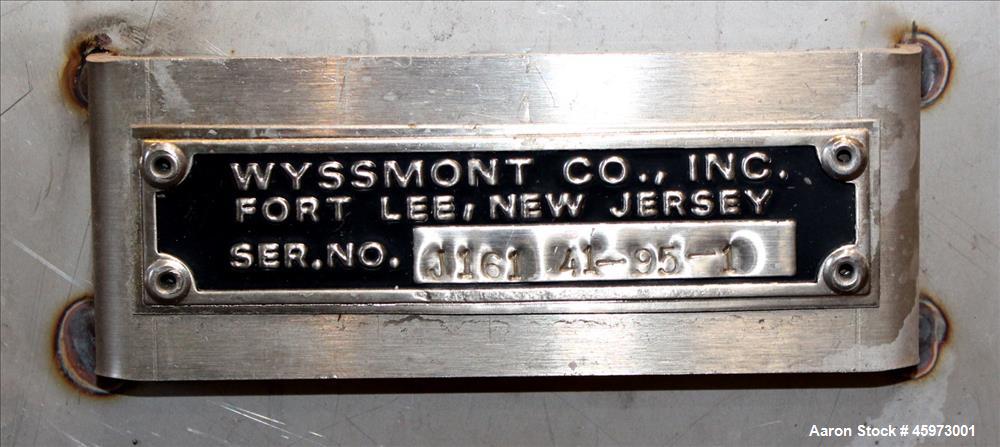 WYSSMONT CO., INC.
FORT LEE, NEW JERSEY
SER.NO. J161 41-95-1
Aaron Stock # 45973001